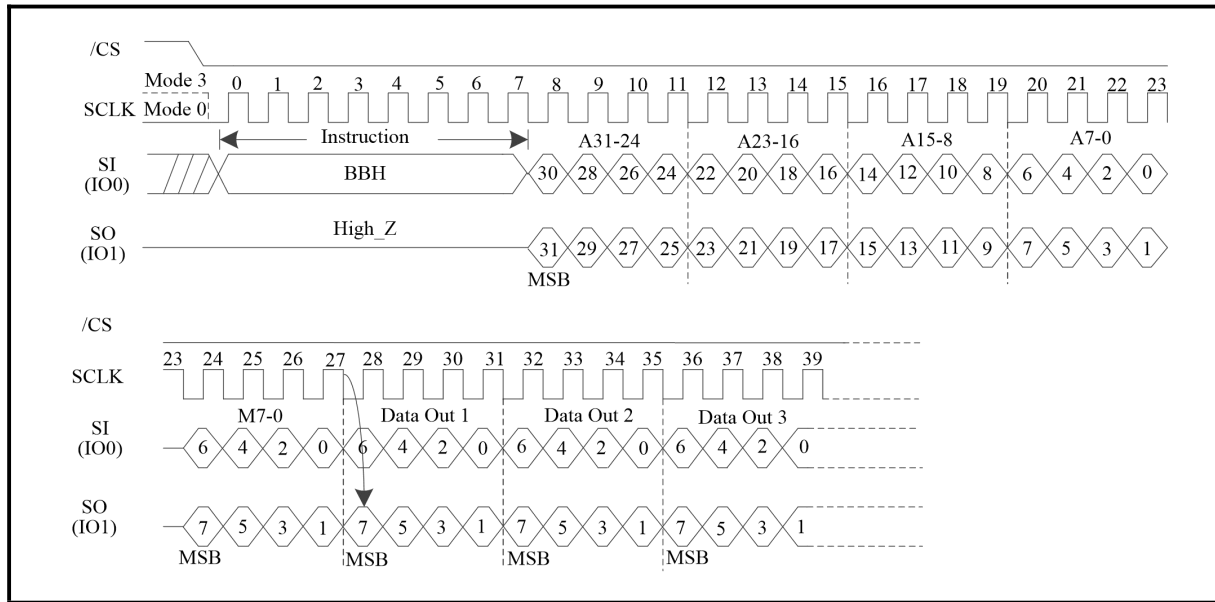 /CS
Mode 3
0 1 2 3 4 5 6 7 8 9 10 11 12 13 14 15 16 17 18 19 20 21 22 23
SCLK Mode 0
Instruction A31-24 A23-16 A15-8 A7-0
SI
(IO0)
BBH 30 28 26 24 22 20 18 16 14 12 10 8 6 4 2 0
High_Z
SO
(IO1)
31 29 27 25 23 21 19 17 15 13 11 9 7 5 3 1
MSB
/CS
23 24 25 26 27 28 29 30 31 32 33 34 35 36 37 38 39
SCLK
M7-0 Data Out 1 Data Out 2 Data Out 3
SI
(IO0)
6 4 2 0 6 4 2 0 6 4 2 0 6 4 2 0
SO
(IO1)
7 5 3 1 7 5 3 1 7 5 3 1 7 5 3 1
MSB MSB MSB MSB